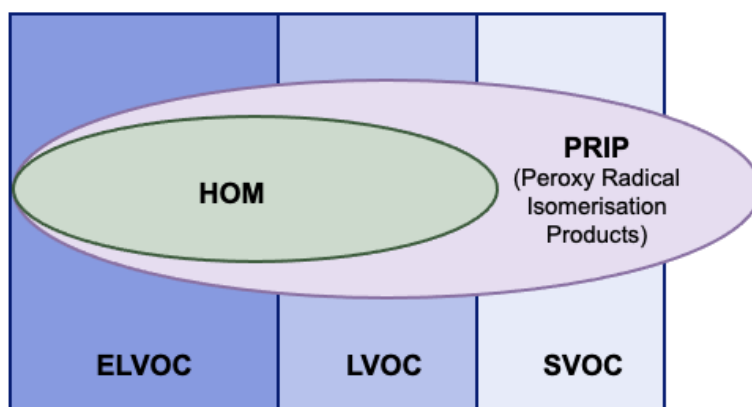 HOM
PRIP
(Peroxy Radical
Isomerisation
Products)
ELVOC
LVOC
SVOC